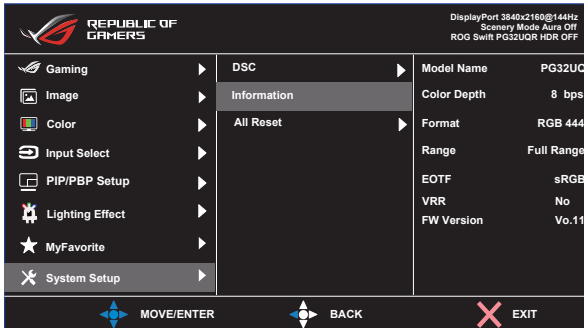 REPUBLIC OF
GAMERS
DisplayPort 3840x2160@144Hz
Scenery Mode Aura Off
ROG Swift PG32UQR HDR OFF
Gaming
Image
Color
Input Select
PIP/PBP Setup
Lighting Effect
MyFavorite
System Setup
DSC
Information
All Reset
Model Name PG32UQ
Color Depth 8 bps
Format RGB 444
Range Full Range
EOTF sRGB
VRR No
FW Version Vo.11
MOVE/ENTER
BACK
EXIT